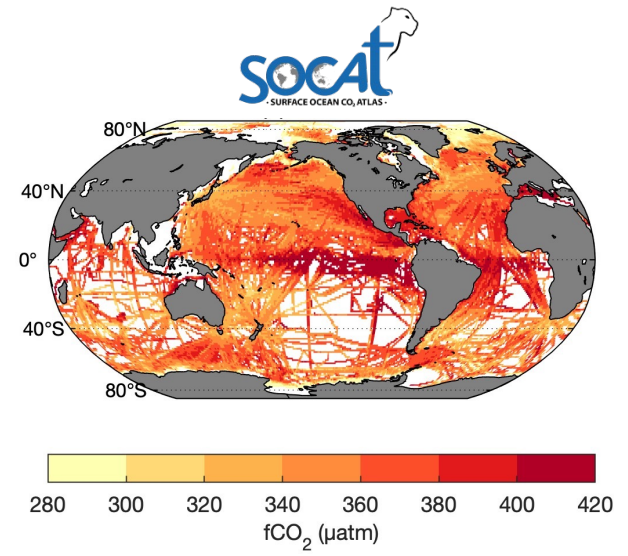 SOCAt
· SURFACE OCEAN CO₂ ATLAS ·
80°N
40°N
0°
40°S
80°S
280 300 320 340 360 380 400 420
fCO₂ (µatm)